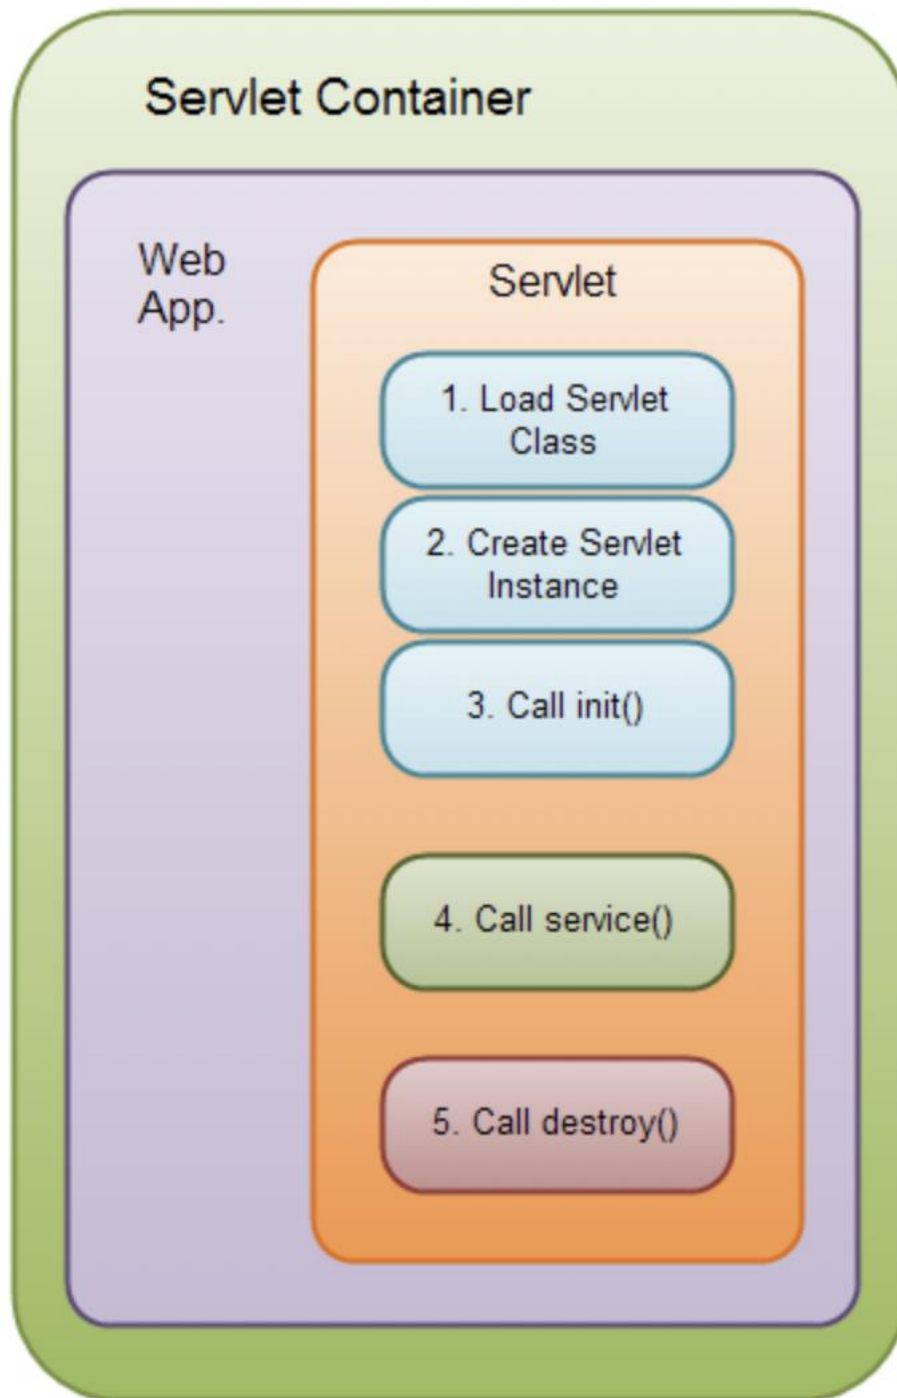 Servlet Container
Web
App.
Servlet
1. Load Servlet
Class
2. Create Servlet
Instance
3. Call init()
4. Call service()
5. Call destroy()